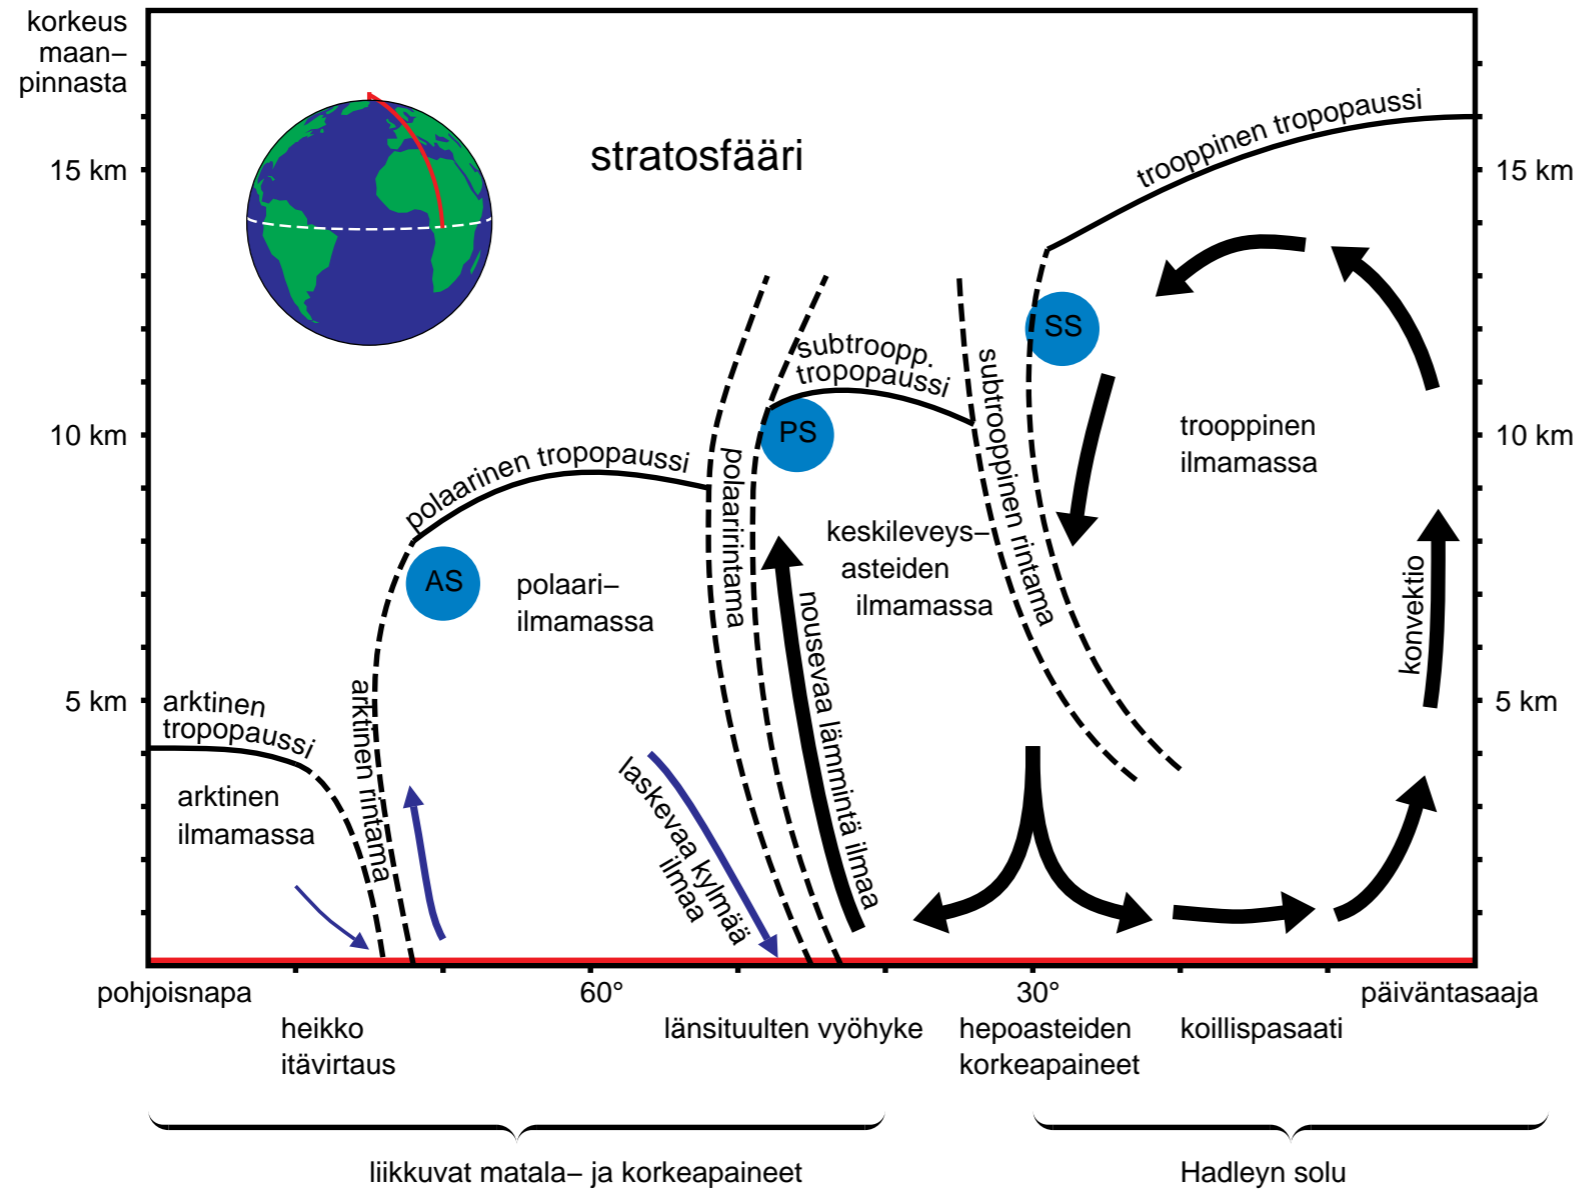 korkeus
maan–
pinnasta
15 km
10 km
5 km
stratosfääri
trooppinen tropopaussi
15 km
10 km
5 km
SS
subtroopp.
tropopaussi
PS
polaarinen tropopaussi
AS
polaari–
ilmamassa
polaaririntama
subtrooppinen rintama
trooppinen
ilmamassa
keskileveys–
asteiden
ilmamassa
nousevaa lämmintä ilmaa
konvektio
arktinen
tropopaussi
arktinen rintama
arktinen
ilmamassa
laskevaa kylmää
ilmaa
pohjoisnapa
60°
30°
päiväntasaaja
heikko
itävirtaus
länsituulten vyöhyke
hepoasteiden
korkeapaineet
koillispasaati
liikkuvat matala– ja korkeapaineet
Hadleyn solu